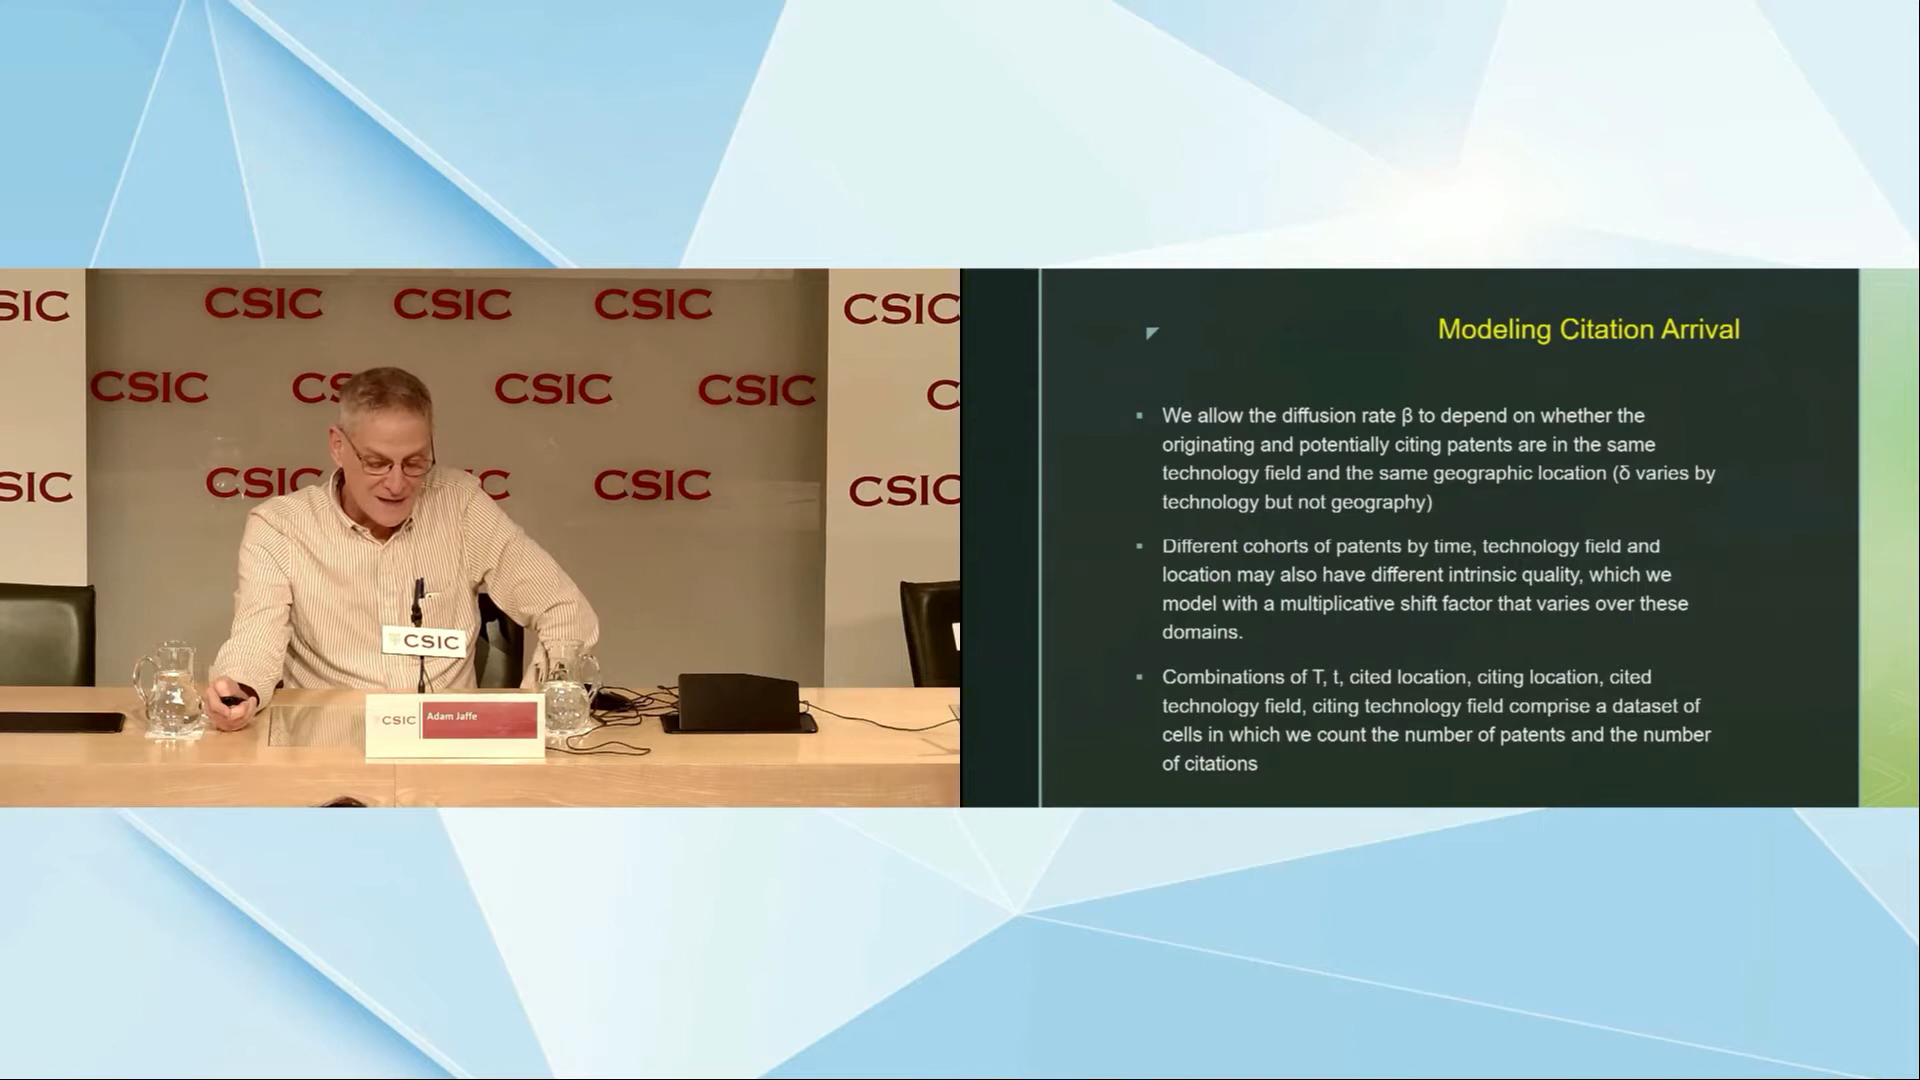 SIC CSIC CSIC CSIC CSIC
CSIC CS CSIC CSIC C
SIC CSIC C CSIC CSIC
CSIC
CSIC Adam Jaffe
Modeling Citation Arrival
▪ We allow the diffusion rate β to depend on whether the
originating and potentially citing patents are in the same
technology field and the same geographic location (δ varies by
technology but not geography)
▪ Different cohorts of patents by time, technology field and
location may also have different intrinsic quality, which we
model with a multiplicative shift factor that varies over these
domains.
▪ Combinations of T, t, cited location, citing location, cited
technology field, citing technology field comprise a dataset of
cells in which we count the number of patents and the number
of citations